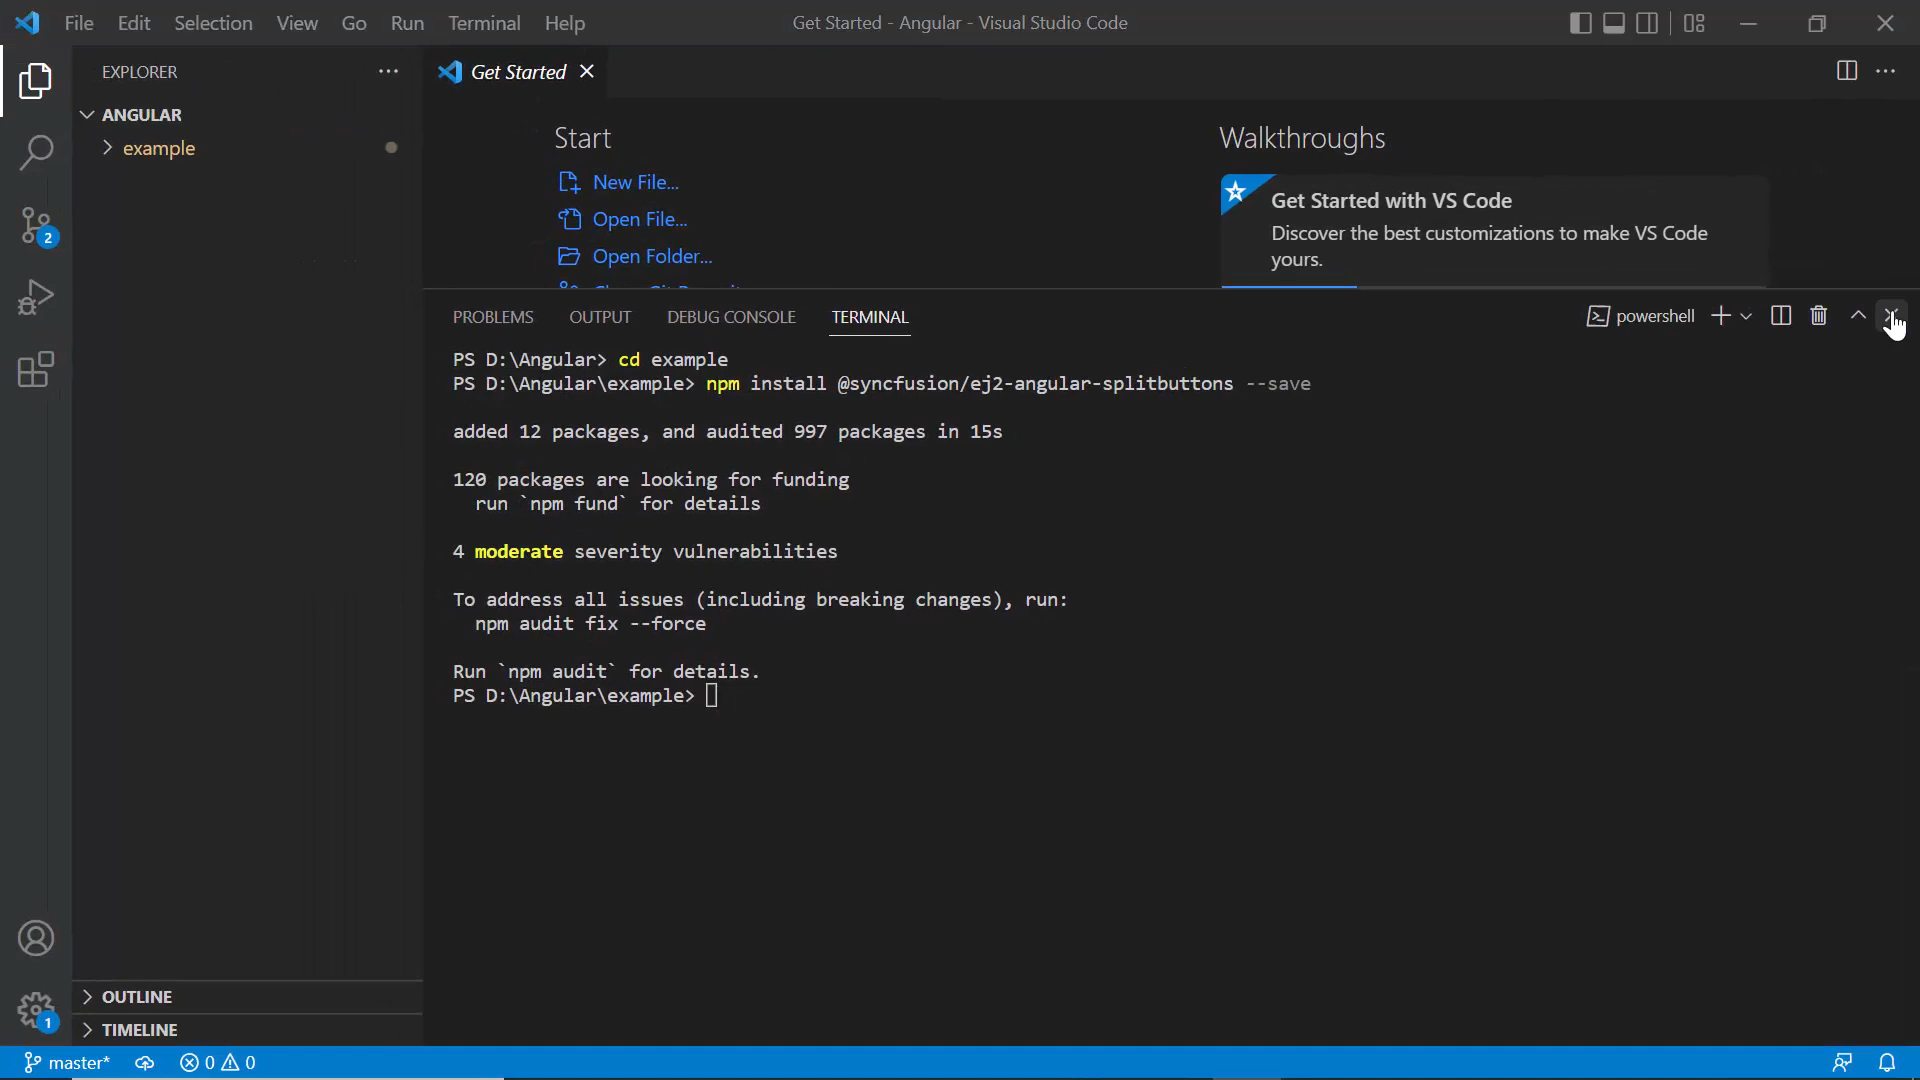 File Edit Selection View Go Run Terminal Help
Get Started - Angular - Visual Studio Code
EXPLORER
ANGULAR
example
2
1
OUTLINE
TIMELINE
Get Started
Start
New File...
Open File...
Open Folder...
Walkthroughs
Get Started with VS Code
Discover the best customizations to make VS Code
yours.
PROBLEMS OUTPUT DEBUG CONSOLE TERMINAL
powershell
PS D:\Angular> cd example
PS D:\Angular\example> npm install @syncfusion/ej2-angular-splitbuttons --save
added 12 packages, and audited 997 packages in 15s
120 packages are looking for funding
run `npm fund` for details
4 moderate severity vulnerabilities
To address all issues (including breaking changes), run:
npm audit fix --force
Run `npm audit` for details.
PS D:\Angular\example>
master* 0 0